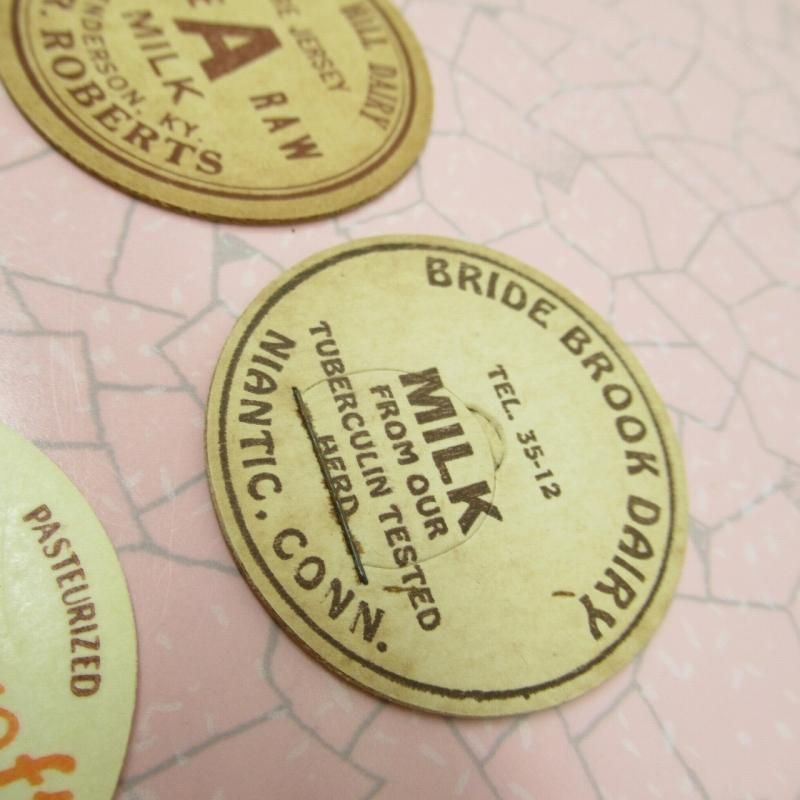 HILL DAIRY
JERSEY
A
RAW
MILK
KY.
ROBERTS
BRIDE BROOK DAIRY
TEL. 35-12
MILK
FROM OUR
TUBERCULIN TESTED
HERD
NIANTIC, CONN.
PASTEURIZED